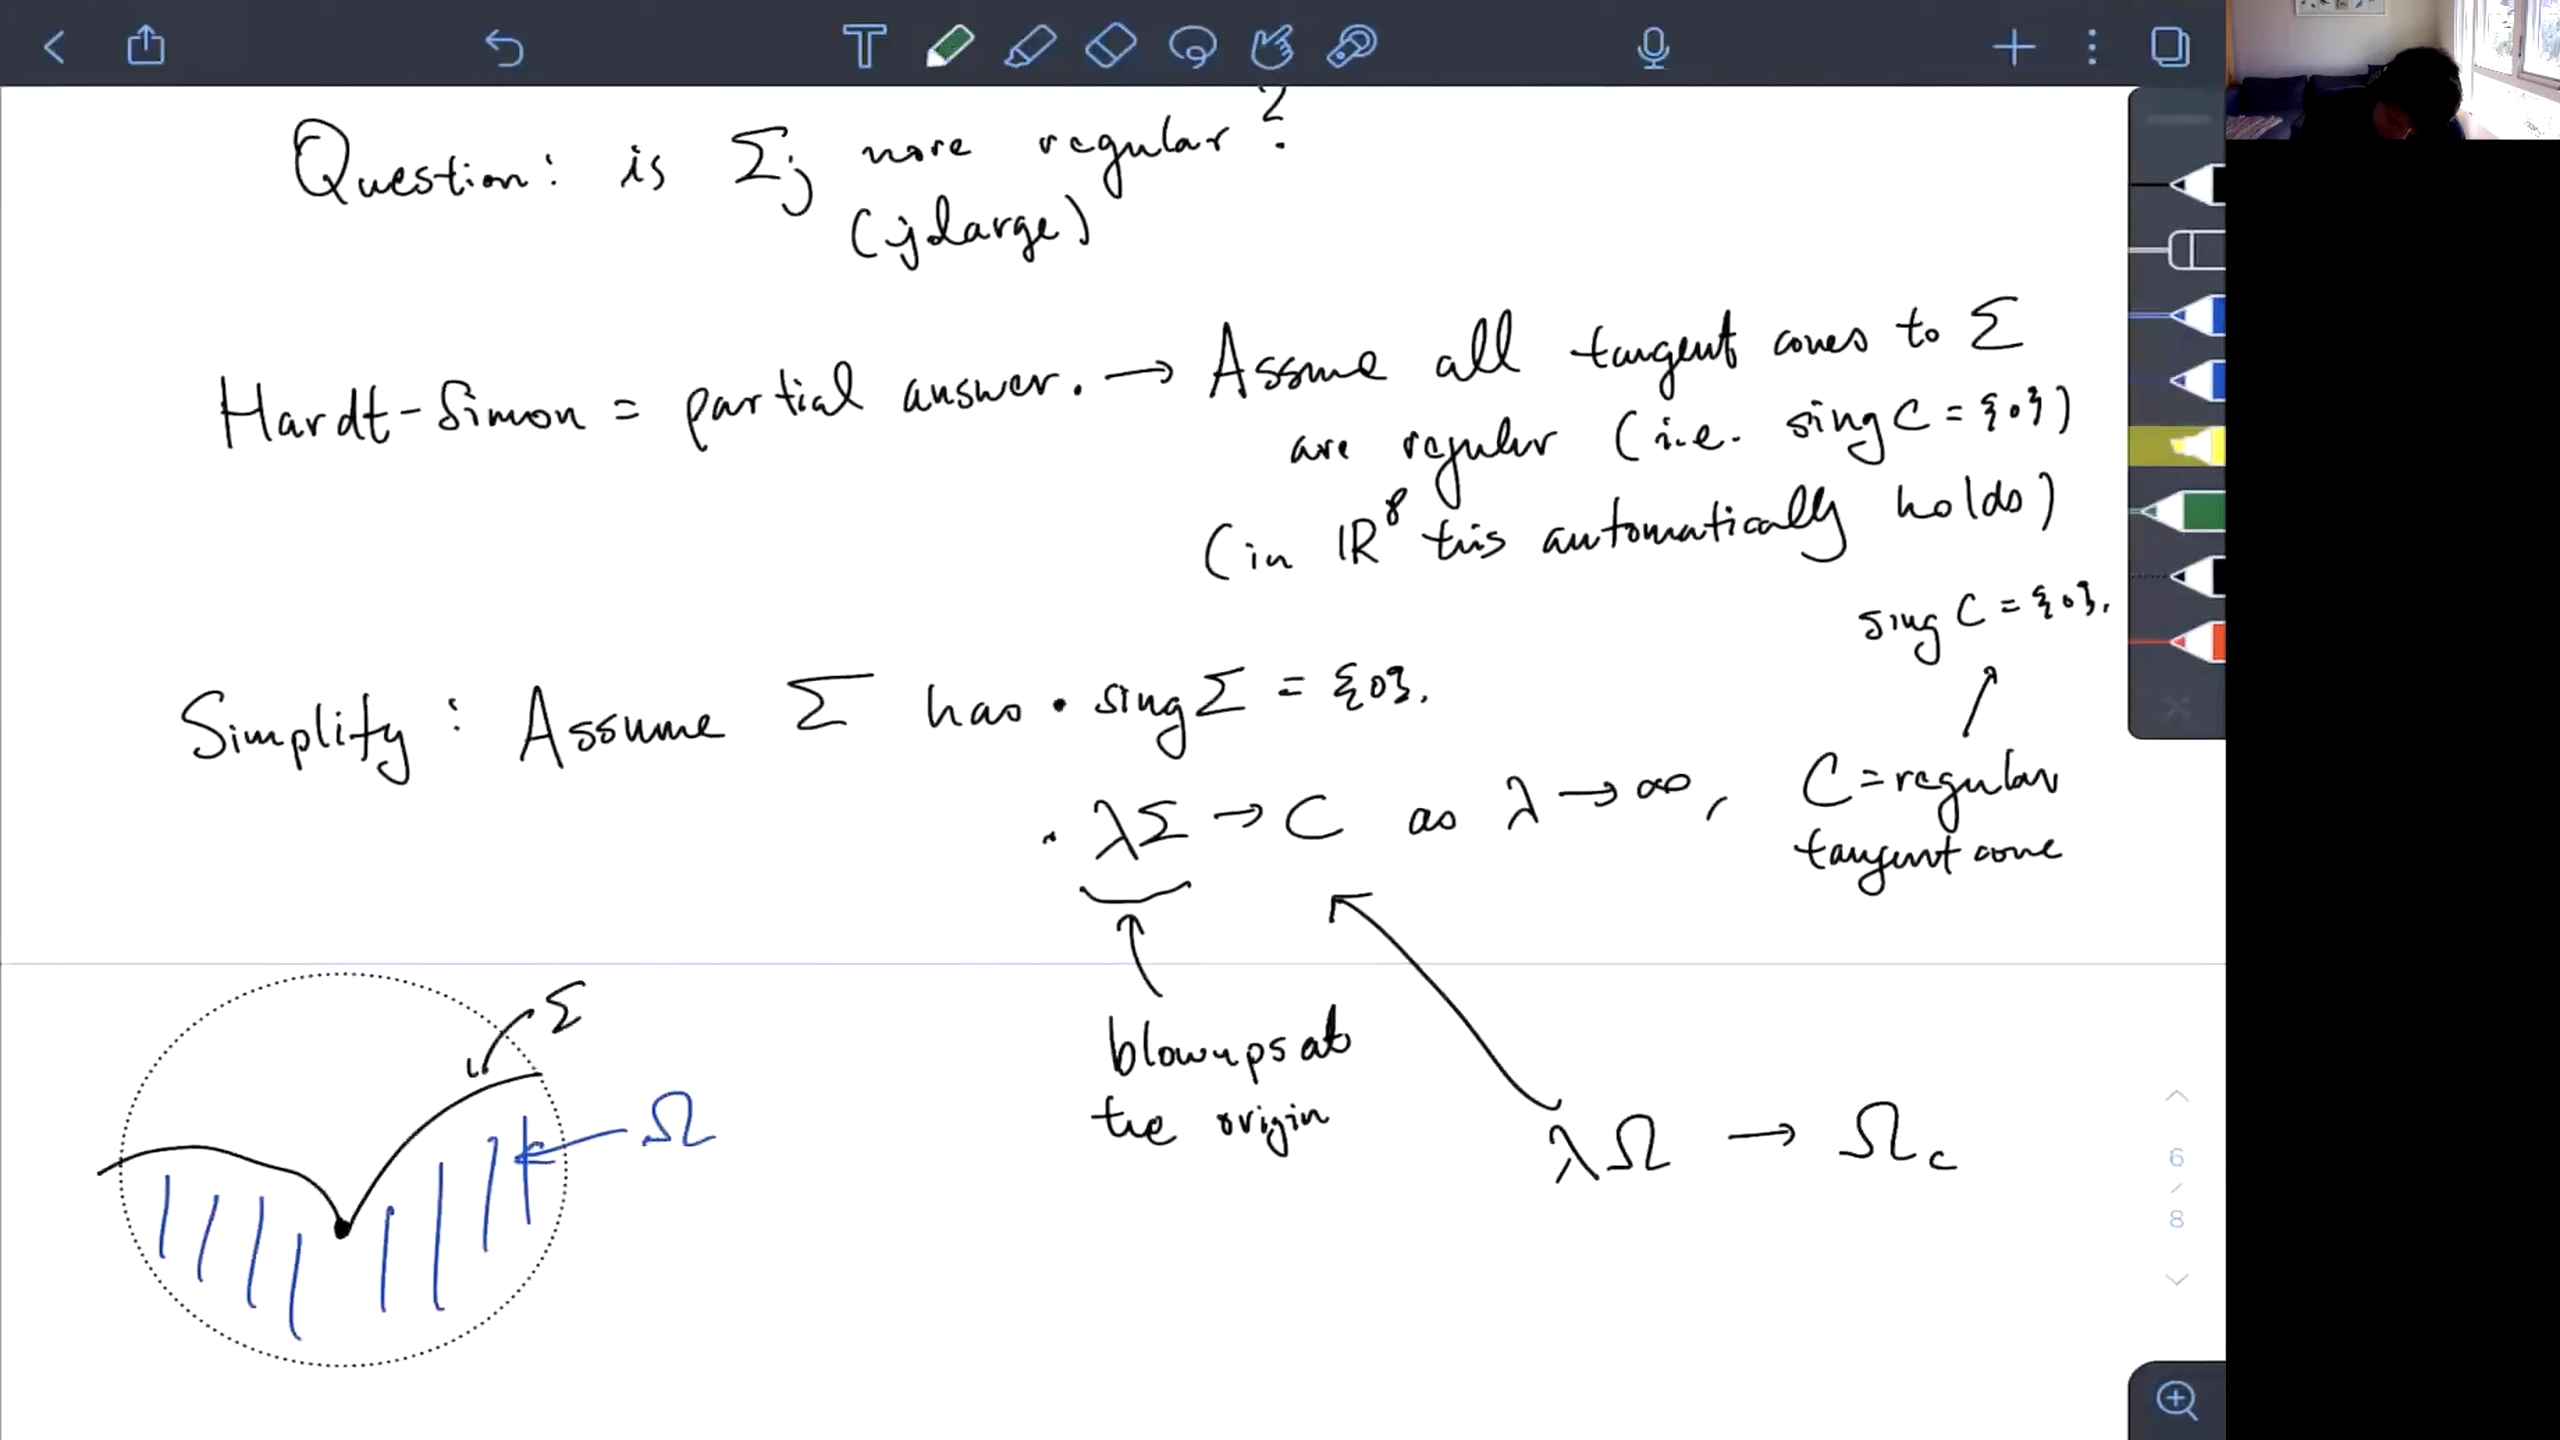 Question: is Σj more regular?
(j large)
Hardt-Simon = partial answer. → Assume all tangent cones to Σ
are regular (i.e. sing C = {0})
(in ℝ⁸ this automatically holds)
sing C = {0}.
Simplify: Assume Σ has • sing Σ = {0}.
• λΣ → C as λ → ∞, C = regular
tangent cone
Σ
blowups at
the origin
Ω
λΩ → Ω_C
6
/
8